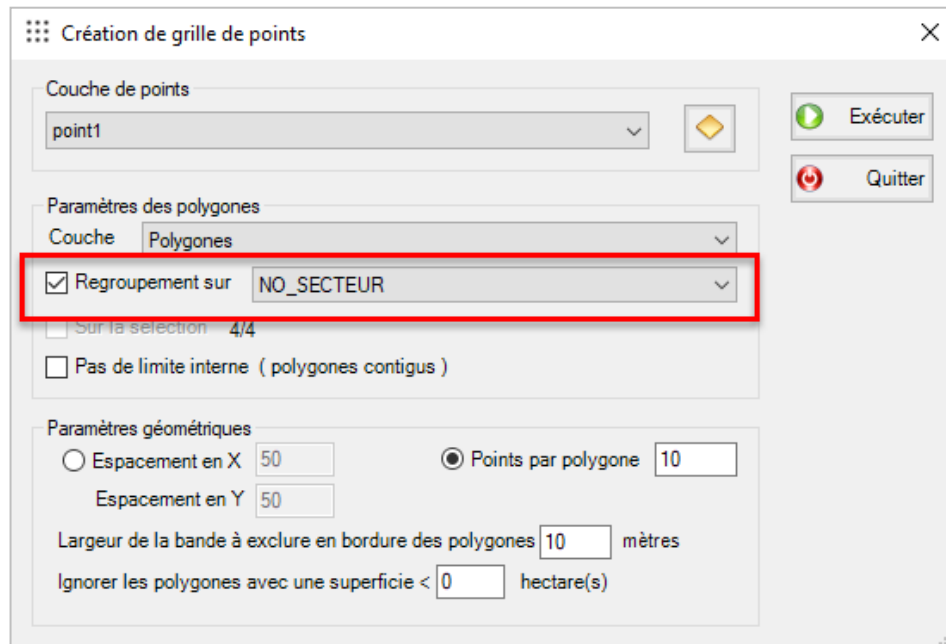 Création de grille de points
Couche de points
point1
Exécuter
Quitter
Paramètres des polygones
Couche Polygones
Regroupement sur NO_SECTEUR
Sur la sélection 4/4
Pas de limite interne ( polygones contigus )
Paramètres géométriques
Espacement en X 50 Points par polygone 10
Espacement en Y 50
Largeur de la bande à exclure en bordure des polygones 10 mètres
Ignorer les polygones avec une superficie < 0 hectare(s)